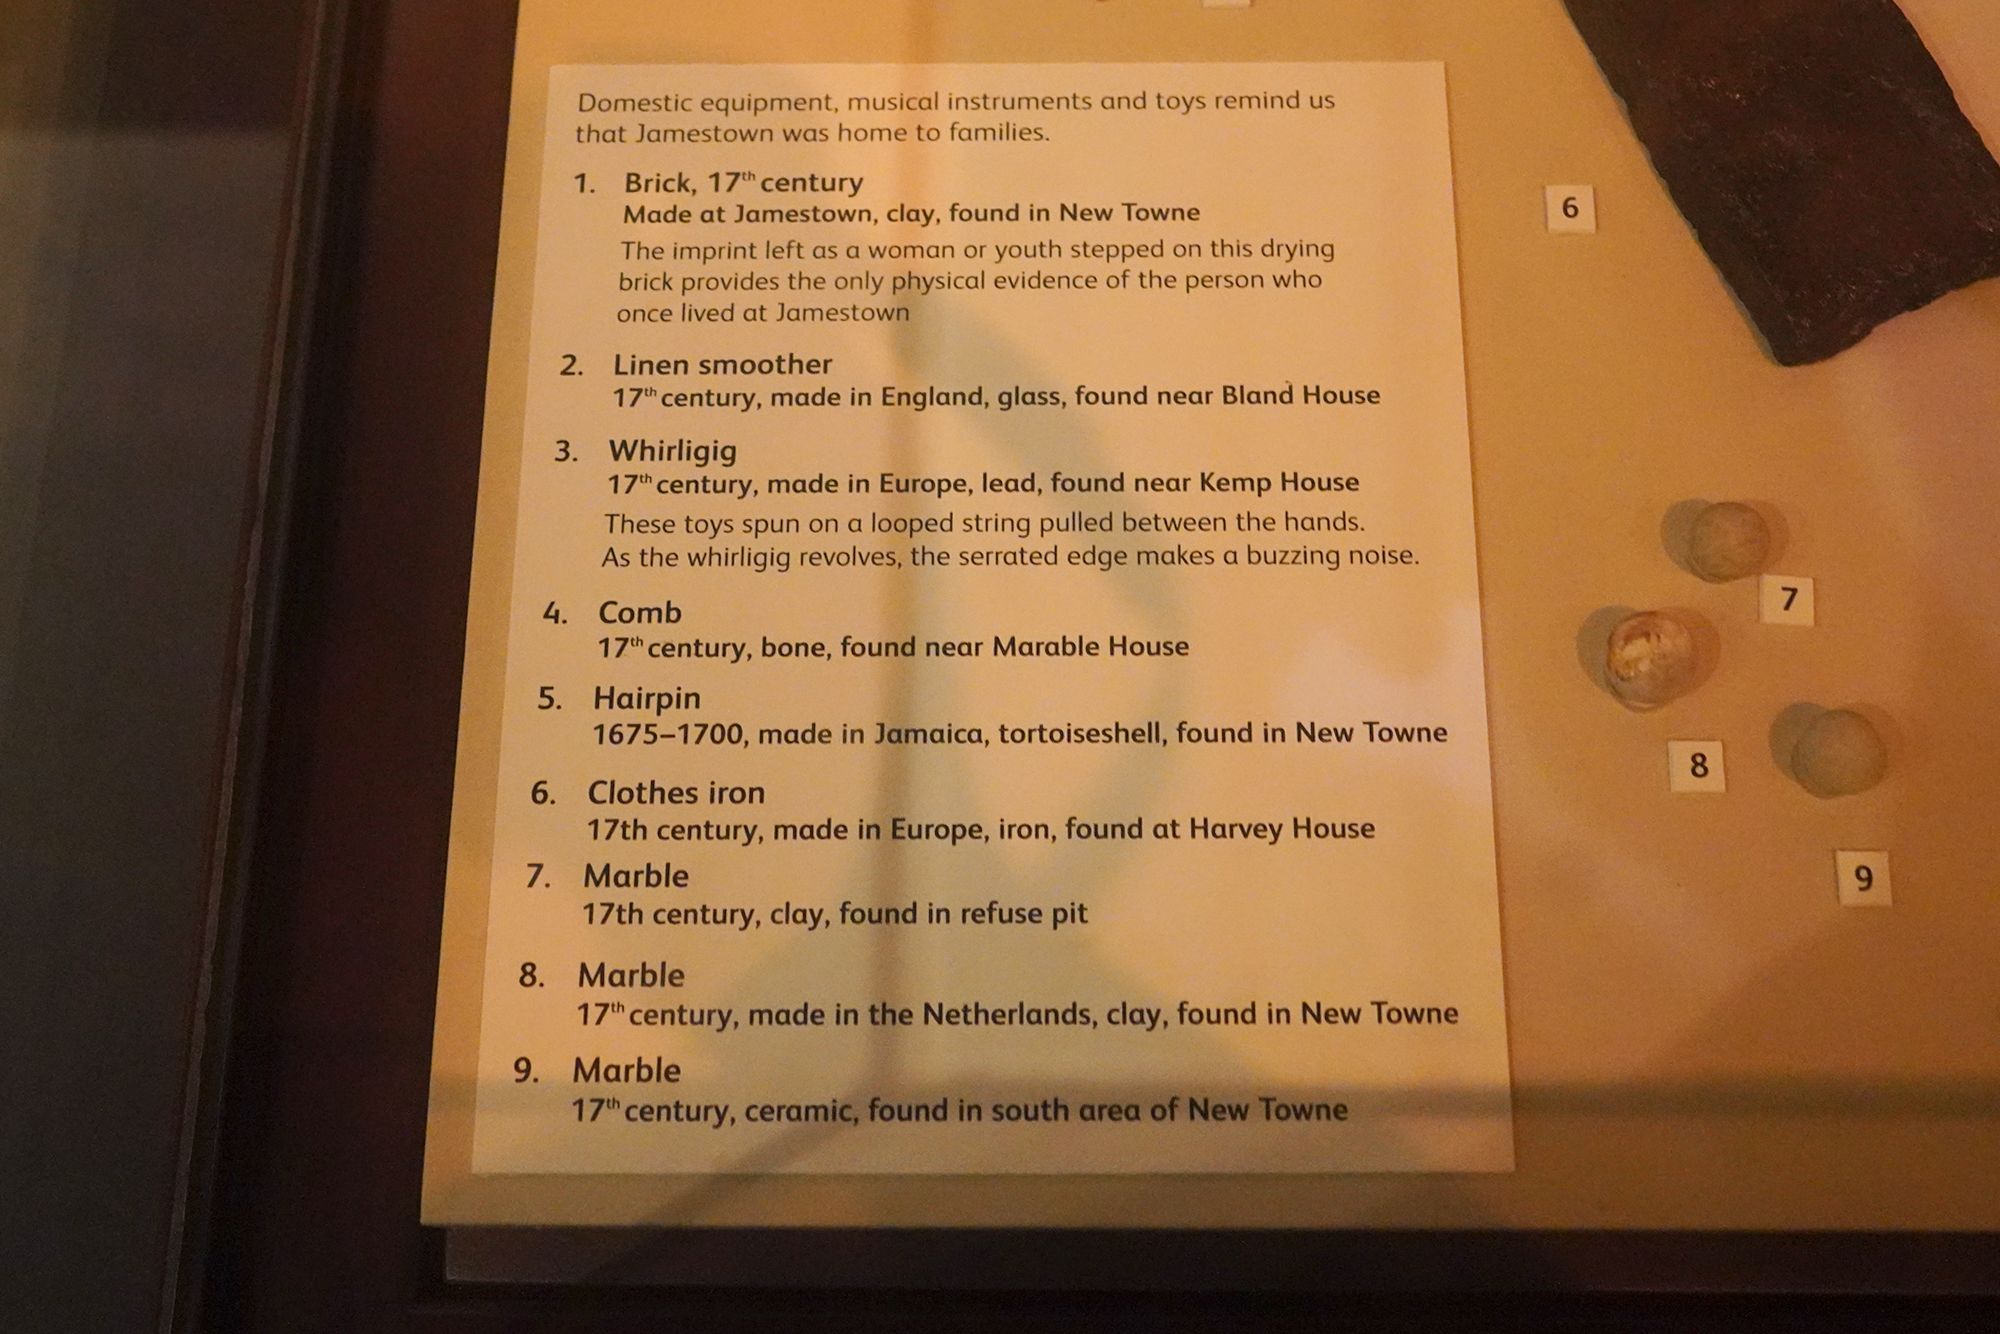 Domestic equipment, musical instruments and toys remind us
that Jamestown was home to families.
1. Brick, 17th century
Made at Jamestown, clay, found in New Towne
The imprint left as a woman or youth stepped on this drying
brick provides the only physical evidence of the person who
once lived at Jamestown
2. Linen smoother
17th century, made in England, glass, found near Bland House
3. Whirligig
17th century, made in Europe, lead, found near Kemp House
These toys spun on a looped string pulled between the hands.
As the whirligig revolves, the serrated edge makes a buzzing noise.
4. Comb
17th century, bone, found near Marable House
5. Hairpin
1675–1700, made in Jamaica, tortoiseshell, found in New Towne
6. Clothes iron
17th century, made in Europe, iron, found at Harvey House
7. Marble
17th century, clay, found in refuse pit
8. Marble
17th century, made in the Netherlands, clay, found in New Towne
9. Marble
17th century, ceramic, found in south area of New Towne
6
7
8
9